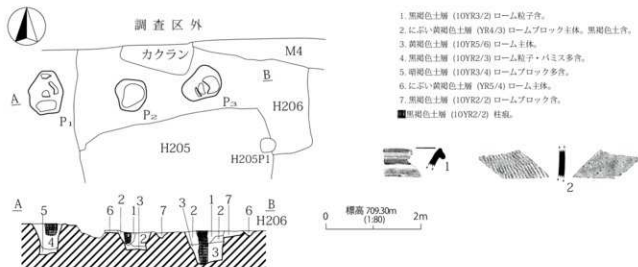 調査区外
カクラン
M4
A
B
P1
P2
P3
H206
H205
H205P1
1. 黒褐色土層 (10YR3/2) ローム粒子含。
2. にぶい黄褐色土層 (YR4/3) ロームブロック主体。黒褐色土含。
3. 黄褐色土層 (10YR5/6) ローム主体。
4. 黒褐色土層 (10YR2/3) ローム粒子・パミス多含。
5. 暗褐色土層 (10YR3/4) ロームブロック多含。
6. にぶい黄褐色土層 (YR5/4) ローム主体。
7. 黒褐色土層 (10YR2/2) ロームブロック含。
黒褐色土層 (10YR2/2) 柱痕。
1
2
A
B
H206
5
4
6
2
1
3
2
7
3
2
1
2
7
6
3
標高 709.30m
(1:80)
0
2m